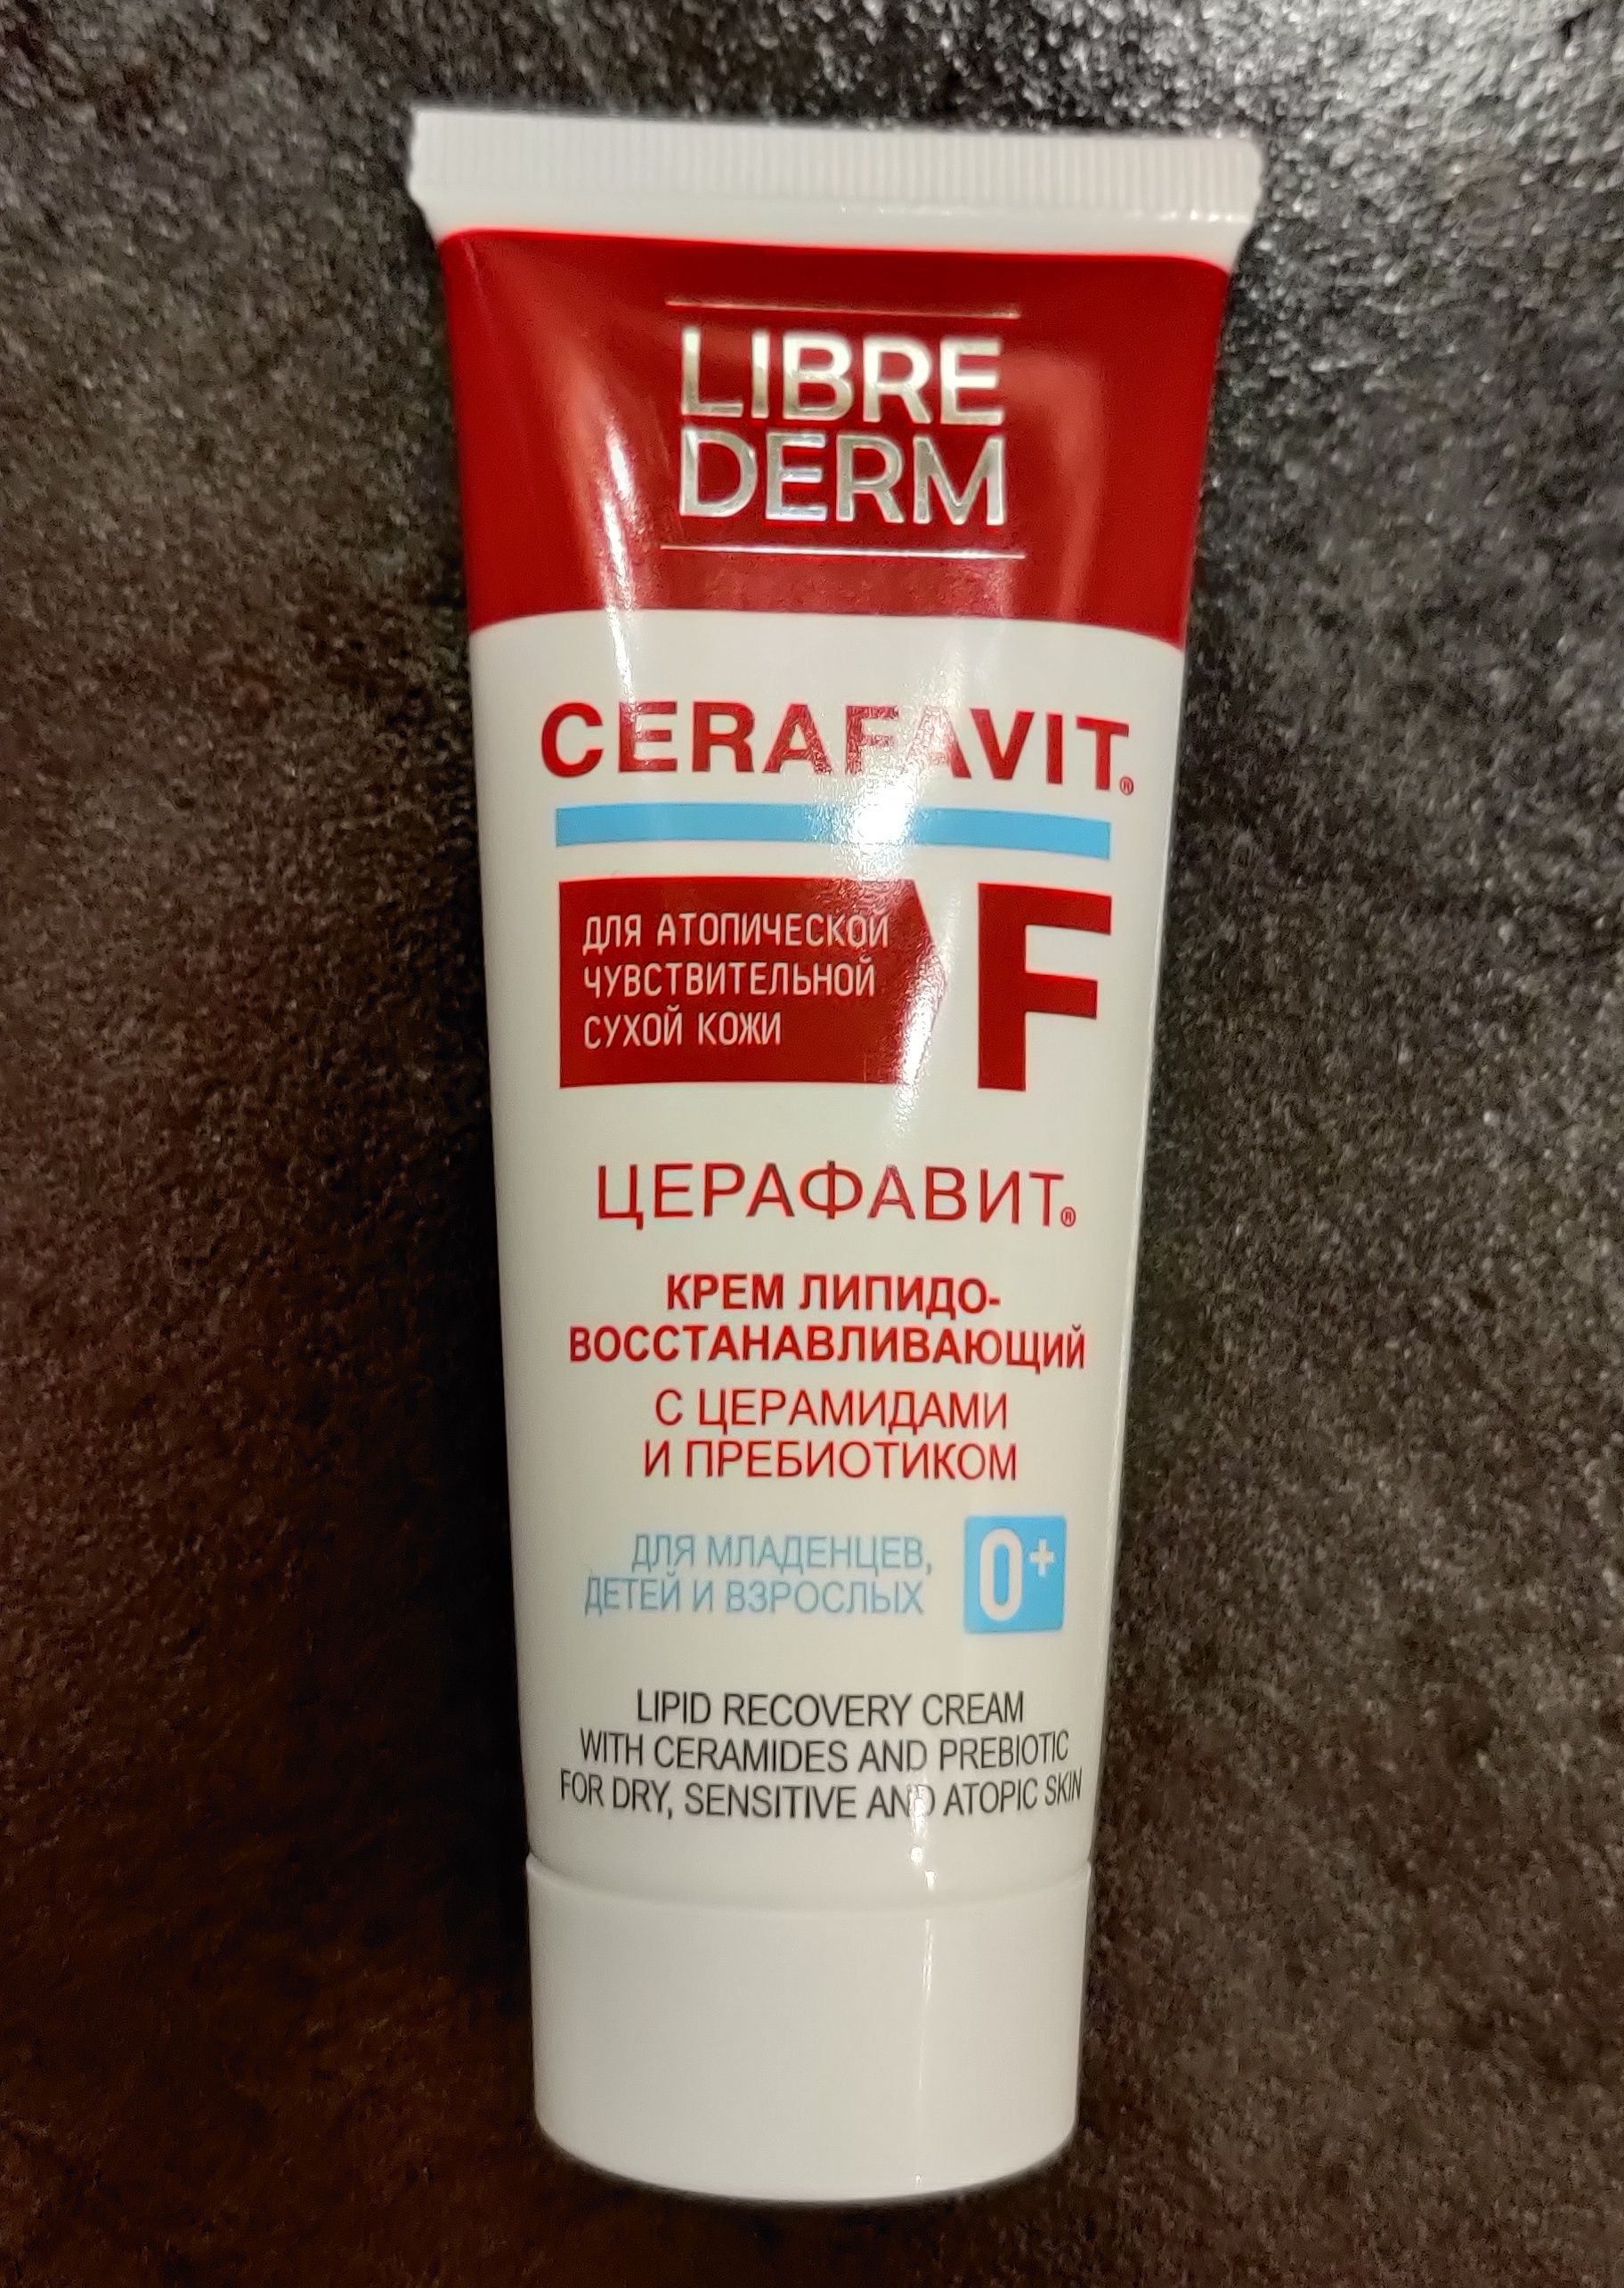 LIBRE
DERM
CERAFAVIT®
ДЛЯ АТОПИЧЕСКОЙ
ЧУВСТВИТЕЛЬНОЙ
СУХОЙ КОЖИ
F
ЦЕРАФАВИТ®
КРЕМ ЛИПИДО-
ВОССТАНАВЛИВАЮЩИЙ
С ЦЕРАМИДАМИ
И ПРЕБИОТИКОМ
ДЛЯ МЛАДЕНЦЕВ,
ДЕТЕЙ И ВЗРОСЛЫХ
0+
LIPID RECOVERY CREAM
WITH CERAMIDES AND PREBIOTIC
FOR DRY, SENSITIVE AND ATOPIC SKIN